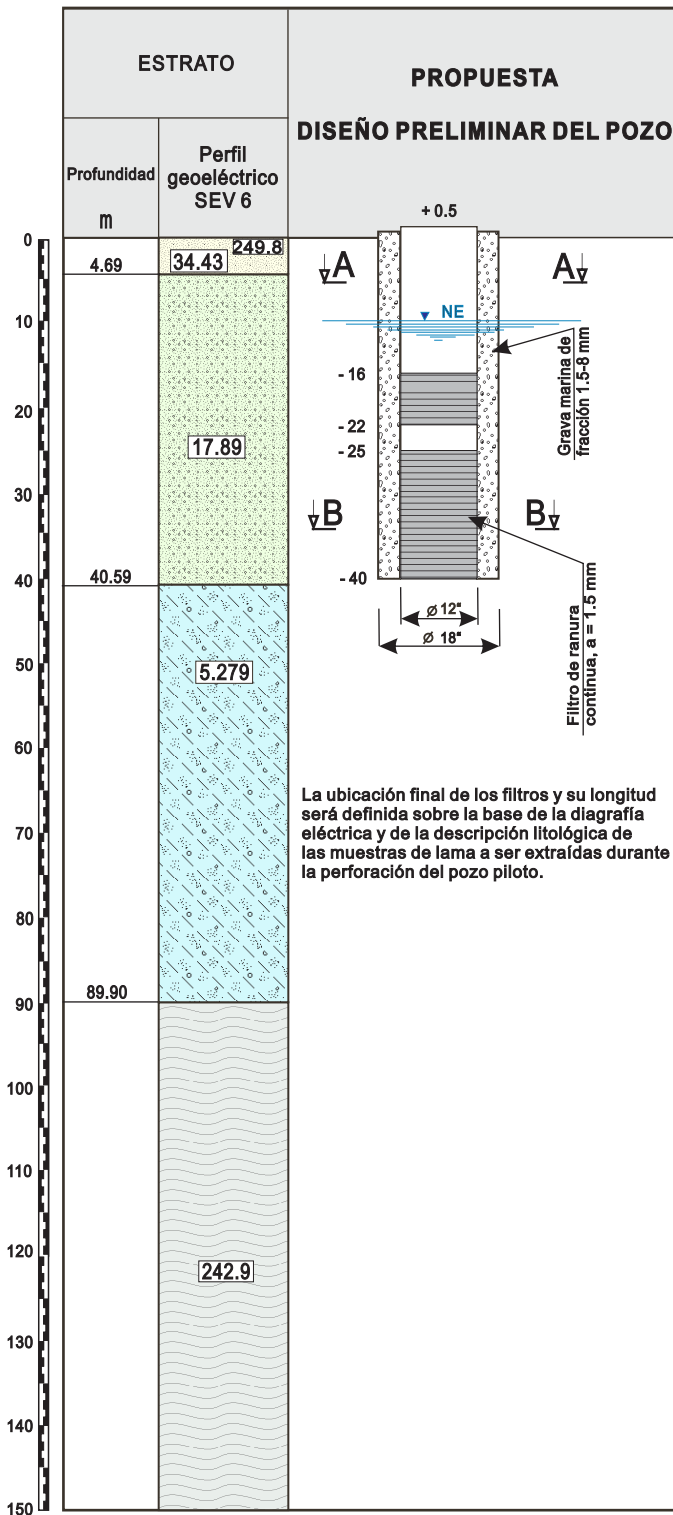 ESTRATO
PROPUESTA
DISEÑO PRELIMINAR DEL POZO
Profundidad
m
Perfil
geoeléctrico
SEV 6
+ 0.5
0
249.8
34.43
4.69
A
A
10
NE
- 16
20
- 22
17.89
- 25
Grava marina de
fracción 1.5-8 mm
30
B
B
40
40.59
- 40
Ø 12"
Ø 18"
50
5.279
Filtro de ranura
continua, a = 1.5 mm
60
70
80
La ubicación final de los filtros y su longitud
será definida sobre la base de la diagrafía
eléctrica y de la descripción litológica de
las muestras de lama a ser extraídas durante
la perforación del pozo piloto.
89.90
90
100
110
120
242.9
130
140
150